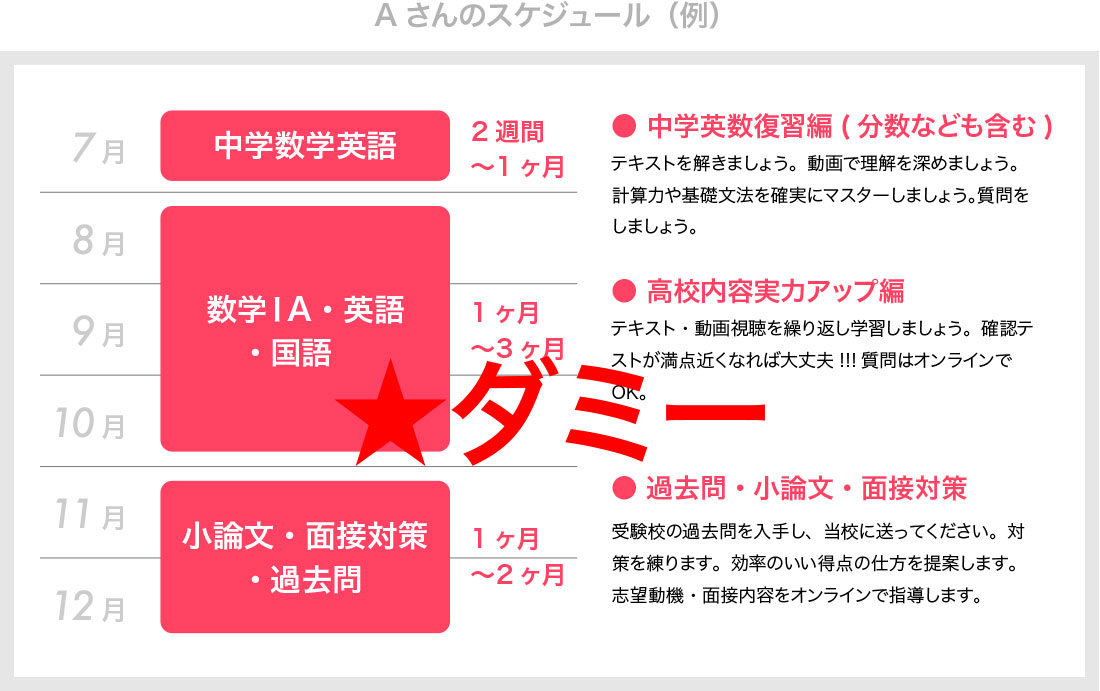 Aさんのスケジュール（例）
7月
中学数学英語
2週間
〜1ヶ月
● 中学英数復習編(分数なども含む)
テキストを解きましょう。動画で理解を深めましょう。
計算力や基礎文法を確実にマスターしましょう。質問を
しましょう。
8月
9月
10月
数学IA・英語
・国語
1ヶ月
〜3ヶ月
● 高校内容実力アップ編
テキスト・動画視聴を繰り返し学習しましょう。確認テ
ストが満点近くなれば大丈夫!!!質問はオンラインで
OK。
★ダミー
11月
12月
小論文・面接対策
・過去問
1ヶ月
〜2ヶ月
● 過去問・小論文・面接対策
受験校の過去問を入手し、当校に送ってください。対
策を練ります。効率のいい得点の仕方を提案します。
志望動機・面接内容をオンラインで指導します。